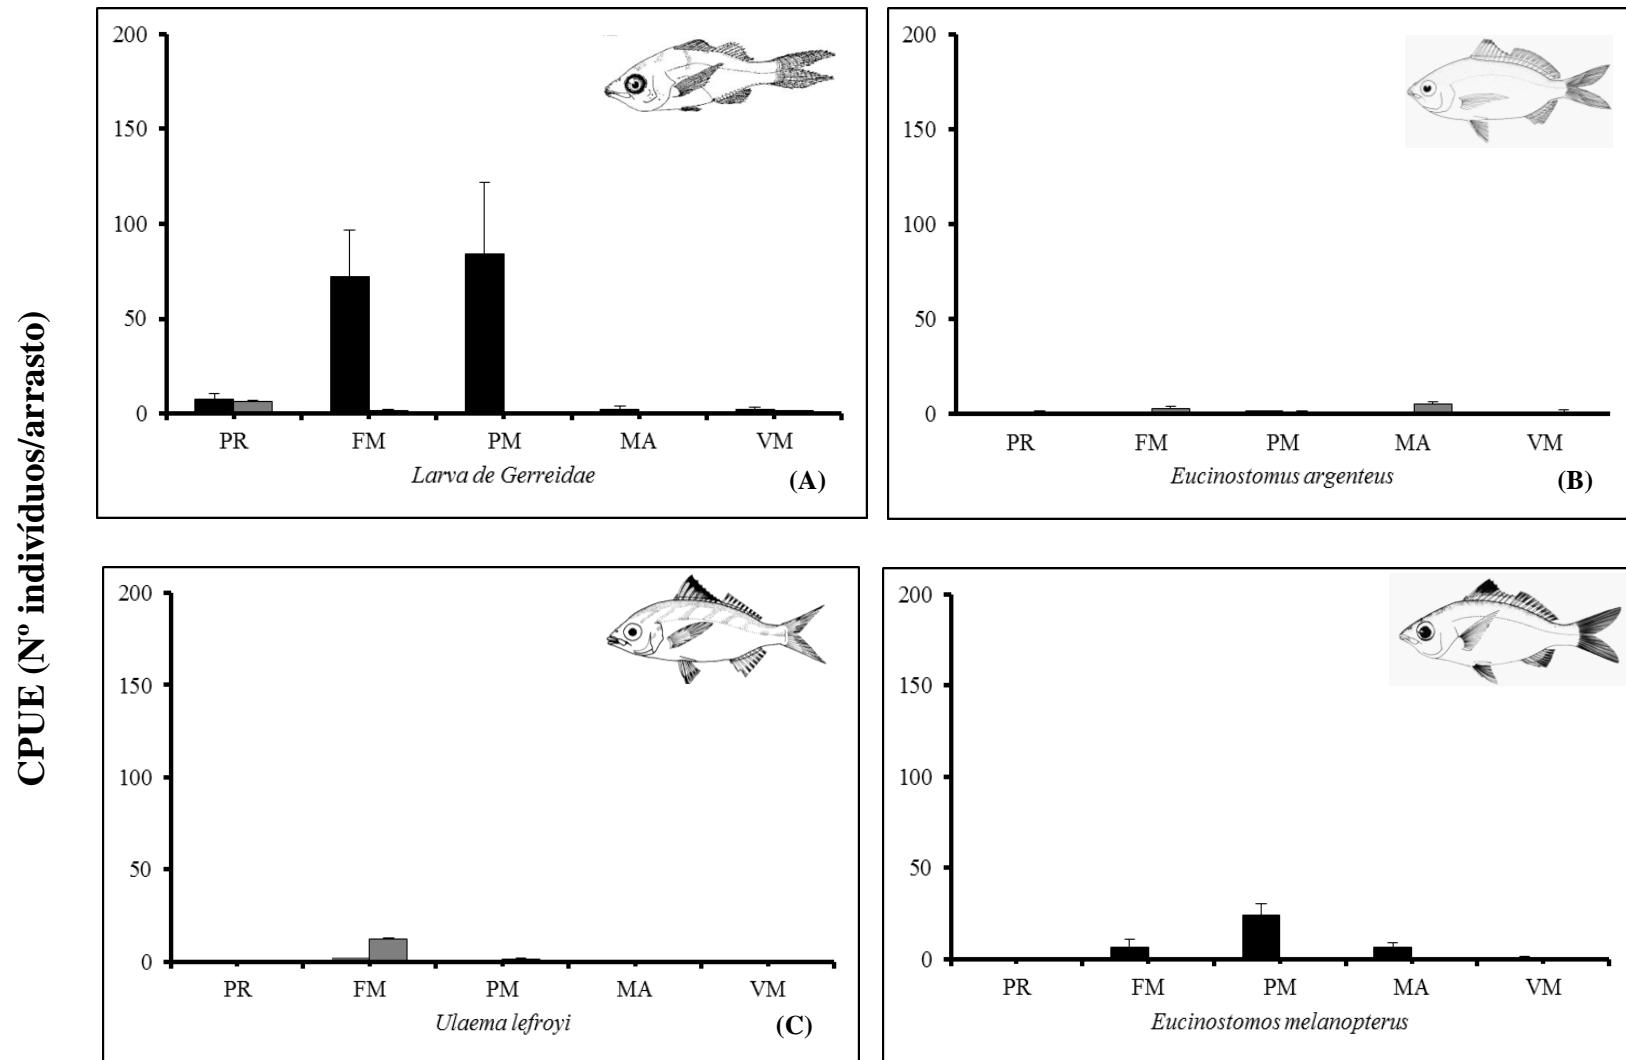 CPUE (Nº indivíduos/arrasto)
200
150
100
50
0
PR FM PM MA VM
Larva de Gerreidae (A)
200
150
100
50
0
PR FM PM MA VM
Eucinostomus argenteus (B)
200
150
100
50
0
PR FM PM MA VM
Ulaema lefroyi (C)
200
150
100
50
0
PR FM PM MA VM
Eucinostomos melanopterus